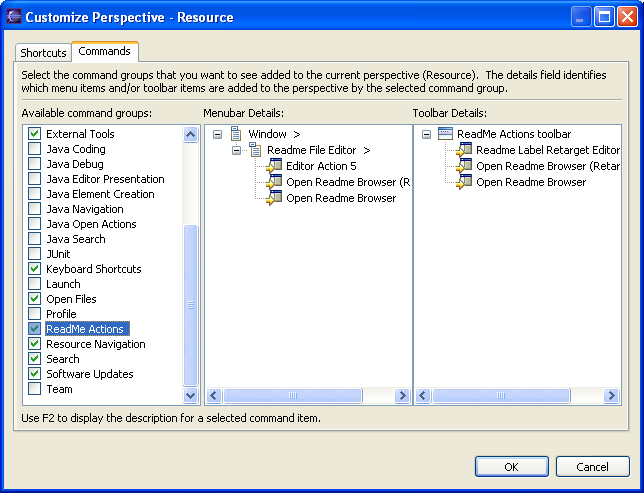 Customize Perspective - Resource
Shortcuts
Commands
Select the command groups that you want to see added to the current perspective (Resource). The details field identifies
which menu items and/or toolbar items are added to the perspective by the selected command group.
Available command groups:
External Tools
Java Coding
Java Debug
Java Editor Presentation
Java Element Creation
Java Navigation
Java Open Actions
Java Search
JUnit
Keyboard Shortcuts
Launch
Open Files
Profile
ReadMe Actions
Resource Navigation
Search
Software Updates
Team
Menubar Details:
Window >
Readme File Editor >
Editor Action 5
Open Readme Browser (R
Open Readme Browser
Toolbar Details:
ReadMe Actions toolbar
Readme Label Retarget Editor
Open Readme Browser (Retar
Open Readme Browser
Use F2 to display the description for a selected command item.
OK
Cancel